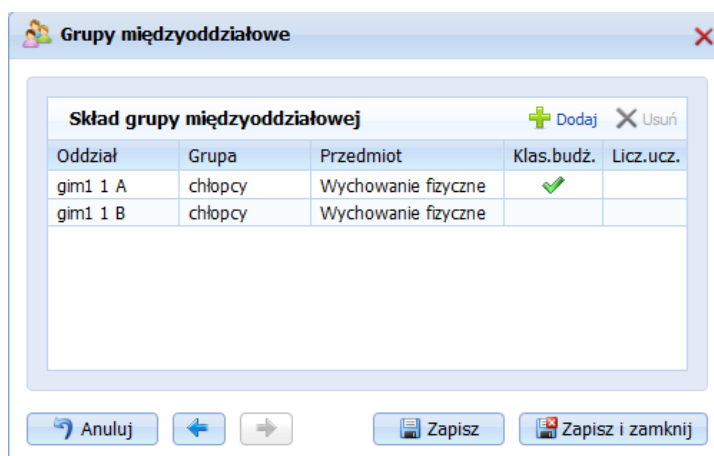 Grupy międzyoddziałowe
Skład grupy międzyoddziałowej Dodaj Usuń
Oddział Grupa Przedmiot Klas.budż. Licz.ucz.
gim1 1 A chłopcy Wychowanie fizyczne
gim1 1 B chłopcy Wychowanie fizyczne
Anuluj Zapisz Zapisz i zamknij